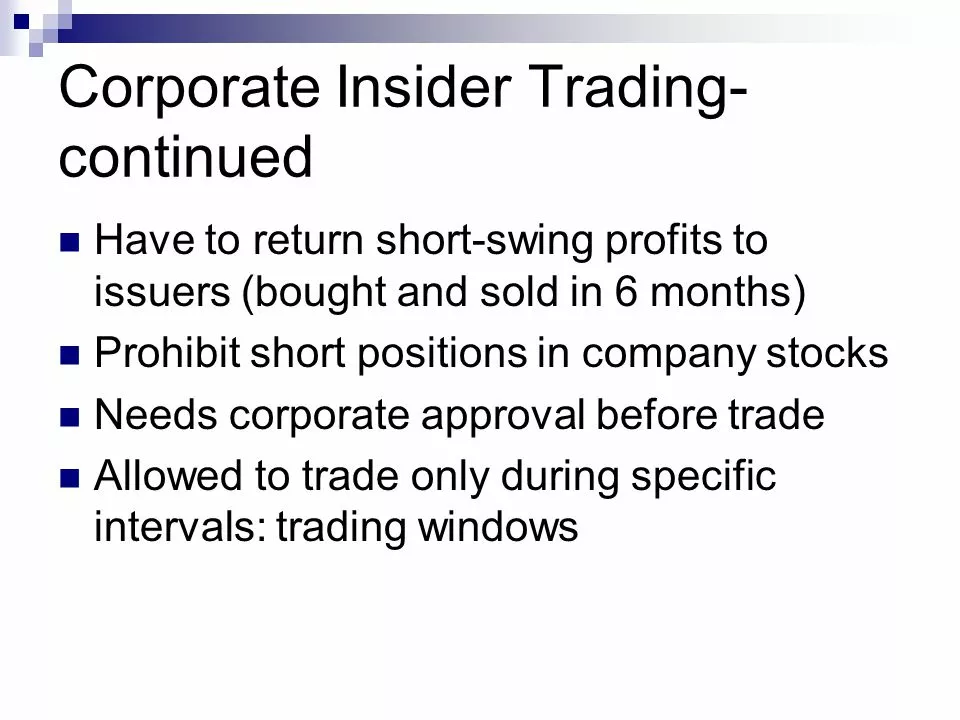 Corporate Insider Trading-
continued
Have to return short-swing profits to
issuers (bought and sold in 6 months)
Prohibit short positions in company stocks
Needs corporate approval before trade
Allowed to trade only during specific
intervals: trading windows